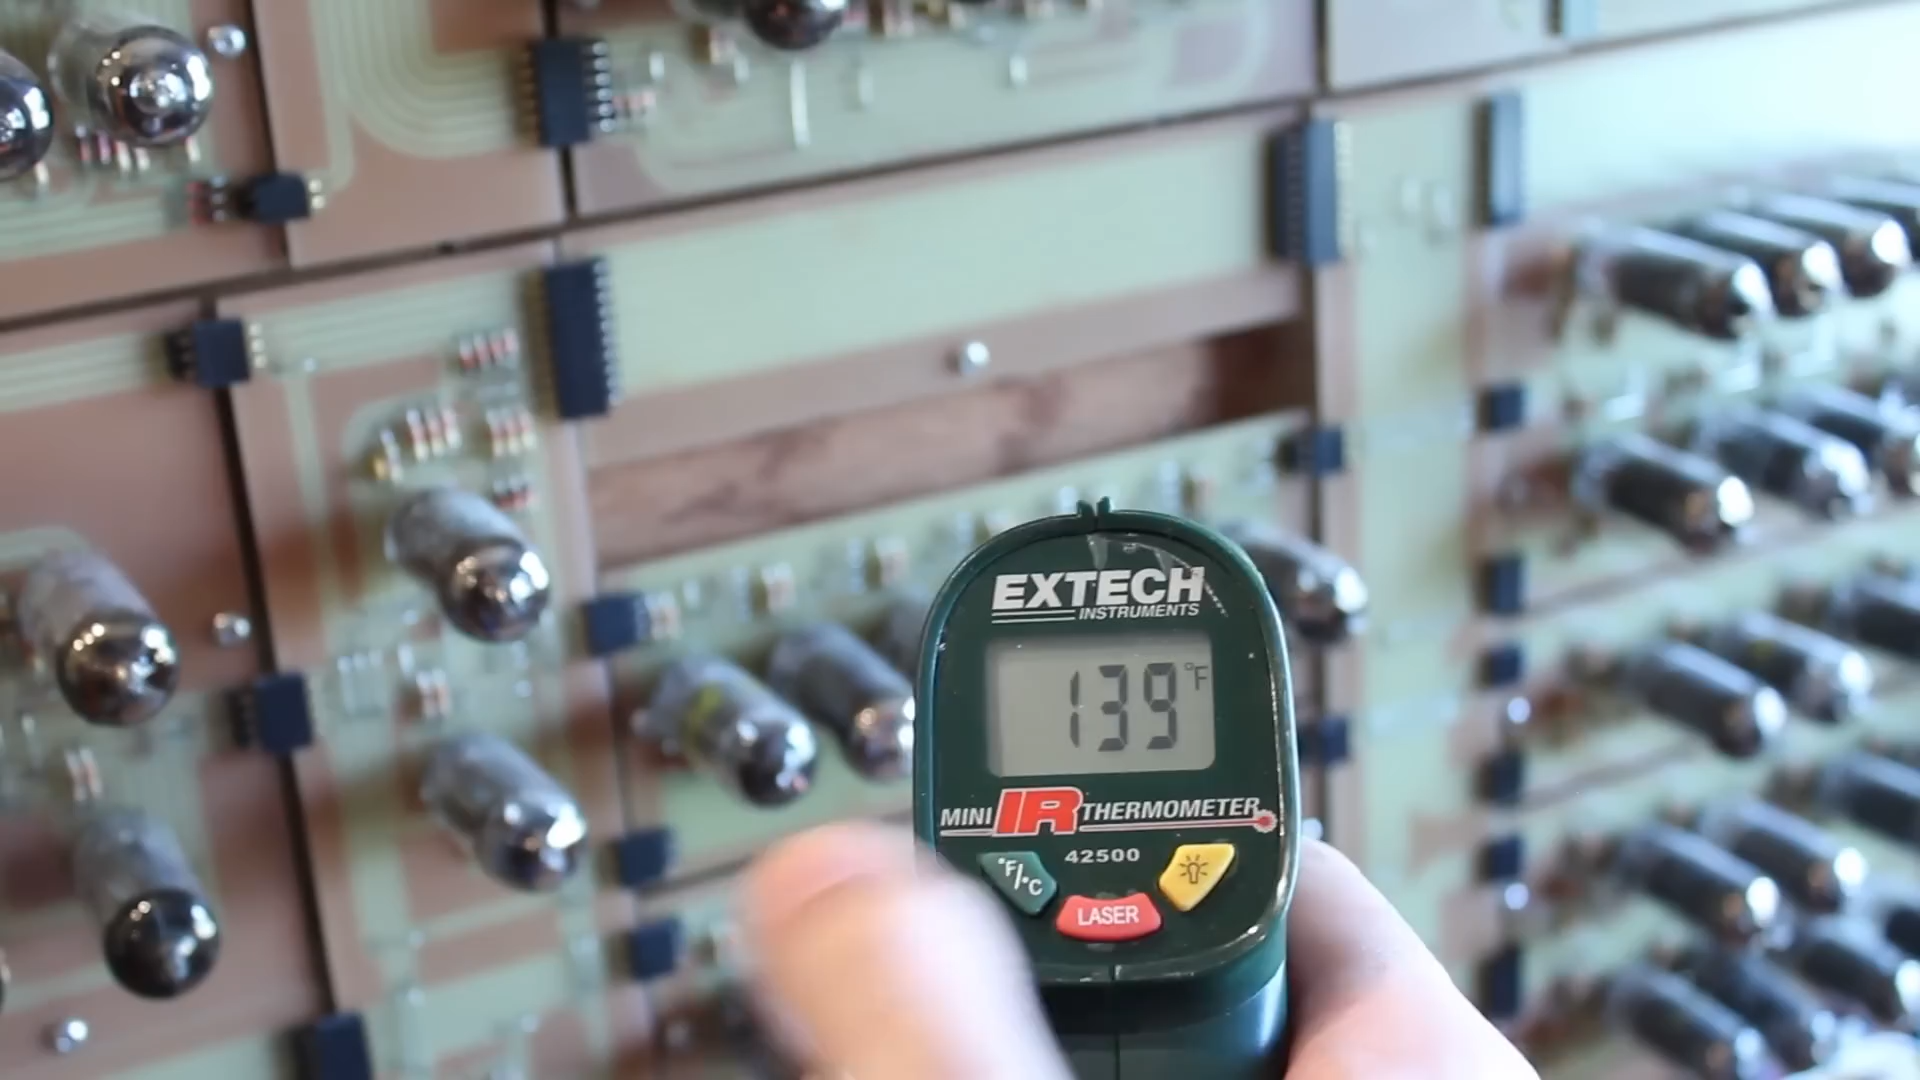 EXTECH
INSTRUMENTS
139°F
MINI IR THERMOMETER
42500
°F/°C
LASER